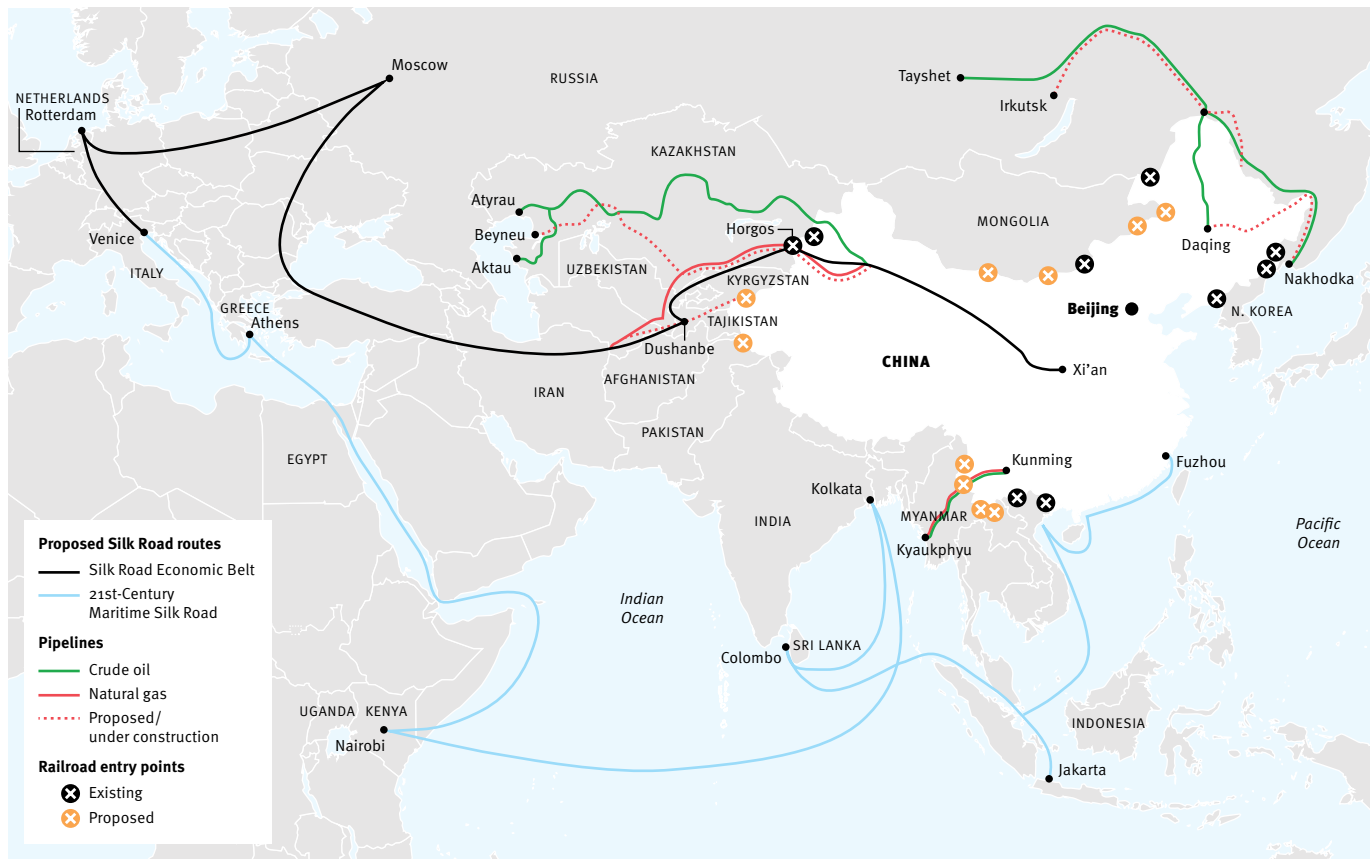 Moscow
RUSSIA
Tayshet
Irkutsk
NETHERLANDS
Rotterdam
KAZAKHSTAN
Atyrau
Beyneu
Aktau
Horgos
MONGOLIA
Daqing
Nakhodka
Venice
ITALY
UZBEKISTAN
KYRGYZSTAN
GREECE
Athens
TAJIKISTAN
Dushanbe
Beijing
N. KOREA
CHINA
Xi’an
IRAN
AFGHANISTAN
PAKISTAN
EGYPT
Kunming
Fuzhou
Kolkata
INDIA
MYANMAR
Kyaukphyu
Pacific
Ocean
Indian
Ocean
Colombo
SRI LANKA
UGANDA
KENYA
Nairobi
INDONESIA
Jakarta
Proposed Silk Road routes
Silk Road Economic Belt
21st-Century
Maritime Silk Road
Pipelines
Crude oil
Natural gas
Proposed/
under construction
Railroad entry points
Existing
Proposed